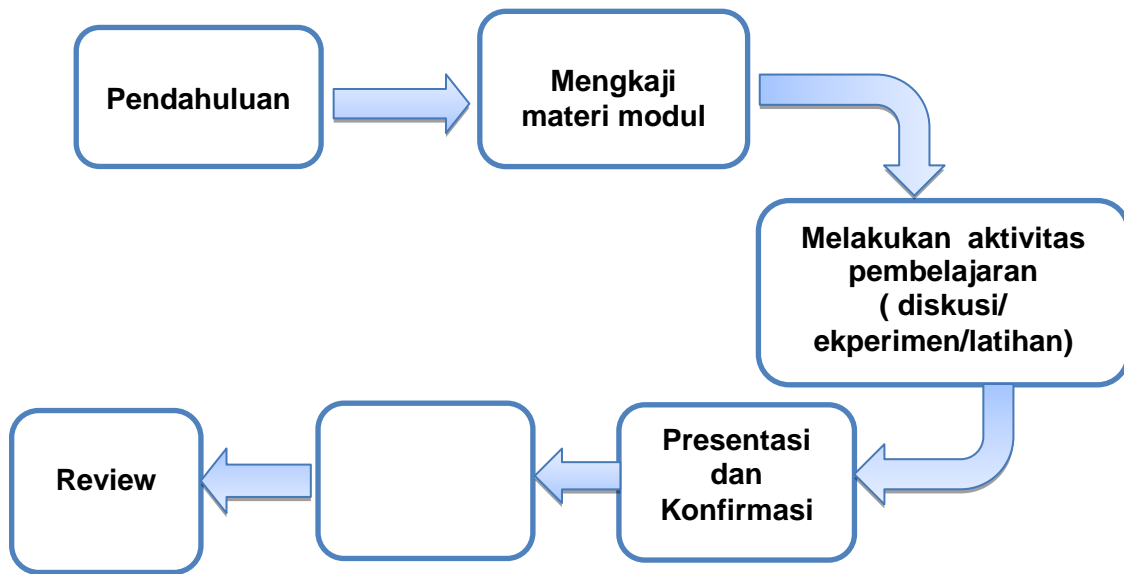 Pendahuluan
Mengkaji
materi modul
Melakukan aktivitas
pembelajaran
( diskusi/
ekperimen/latihan)
Presentasi
dan
Konfirmasi
Review